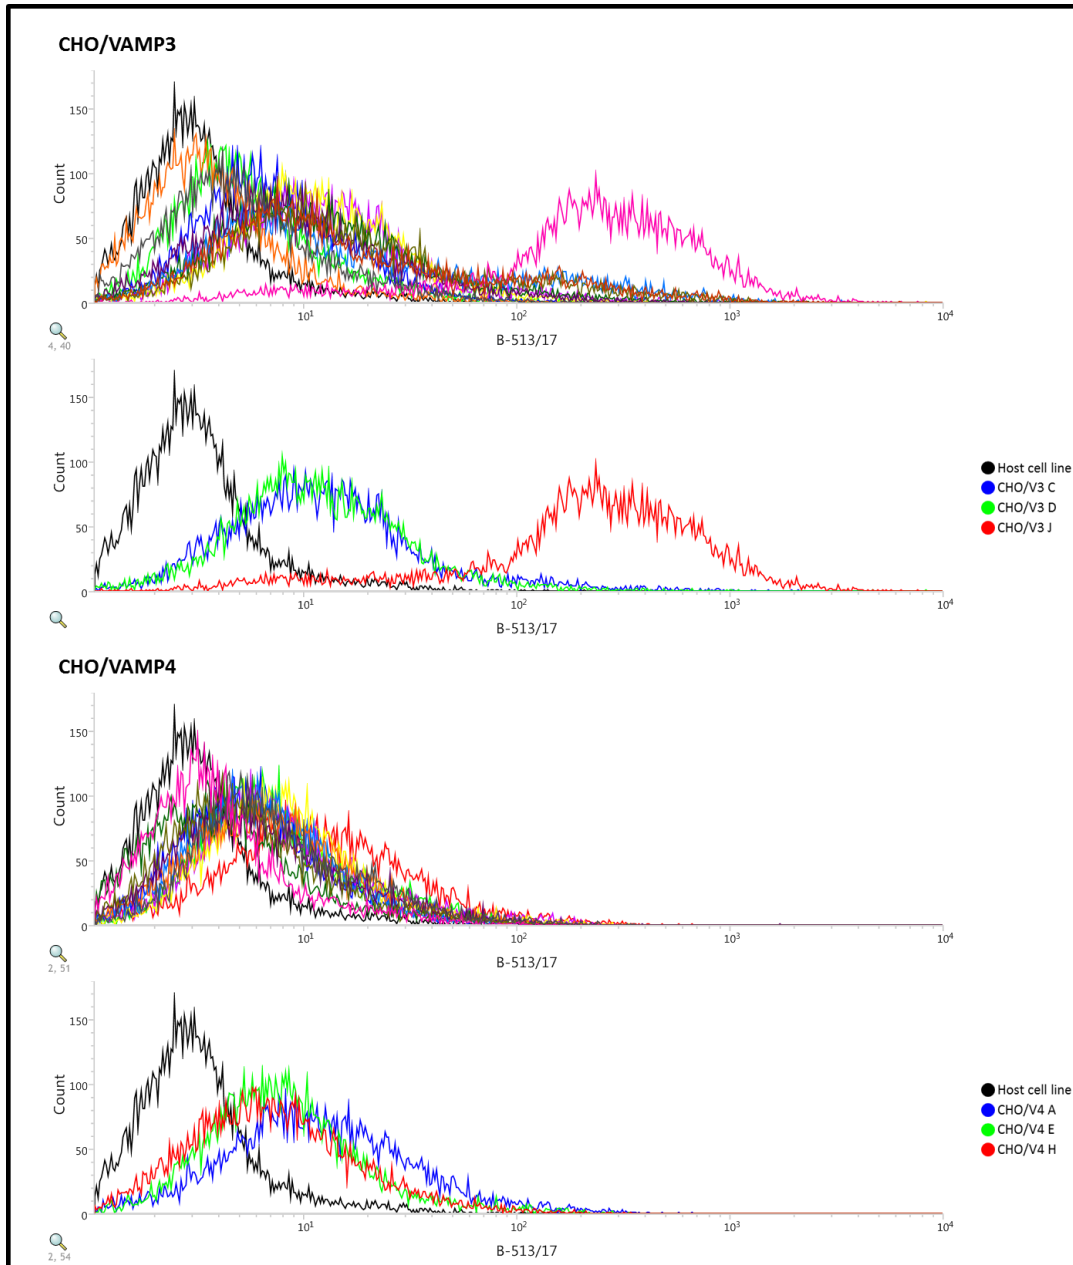 CHO/VAMP3
150
100
50
0
Count
10¹ 10² 10³ 10⁴
B-513/17
4, 40
150
100
50
0
Count
10¹ 10² 10³ 10⁴
B-513/17
Host cell line
CHO/V3 C
CHO/V3 D
CHO/V3 J
CHO/VAMP4
150
100
50
0
Count
10¹ 10² 10³ 10⁴
B-513/17
2, 51
150
100
50
0
Count
10¹ 10² 10³ 10⁴
B-513/17
2, 54
Host cell line
CHO/V4 A
CHO/V4 E
CHO/V4 H